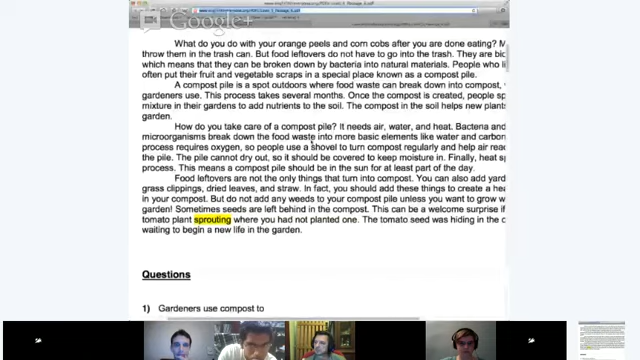 Google+
What do you do with your orange peels and corn cobs after you are done eating? M
throw them in the trash can. But food leftovers do not have to go into the trash. They are bio
which means that they can be broken down by bacteria into natural materials. People who li
often put their fruit and vegetable scraps in a special place known as a compost pile.
A compost pile is a spot outdoors where food waste can break down into compost, w
gardeners use. This process takes several months. Once the compost is created, people sp
mixture in their gardens to add nutrients to the soil. The compost in the soil helps new plants
garden.
How do you take care of a compost pile? It needs air, water, and heat. Bacteria and
microorganisms break down the food waste into more basic elements like water and carbon
process requires oxygen, so people use a shovel to turn compost regularly and help air reac
the pile. The pile cannot dry out, so it should be covered to keep moisture in. Finally, heat sp
process. This means a compost pile should be in the sun for at least part of the day.
Food leftovers are not the only things that turn into compost. You can also add yard
grass clippings, dried leaves, and straw. In fact, you should add these things to create a hea
in your compost. But do not add any weeds to your compost pile unless you want to grow w
garden! Sometimes seeds are left behind in the compost. This can be a welcome surprise if
tomato plant sprouting where you had not planted one. The tomato seed was hiding in the c
waiting to begin a new life in the garden.
Questions
1) Gardeners use compost to